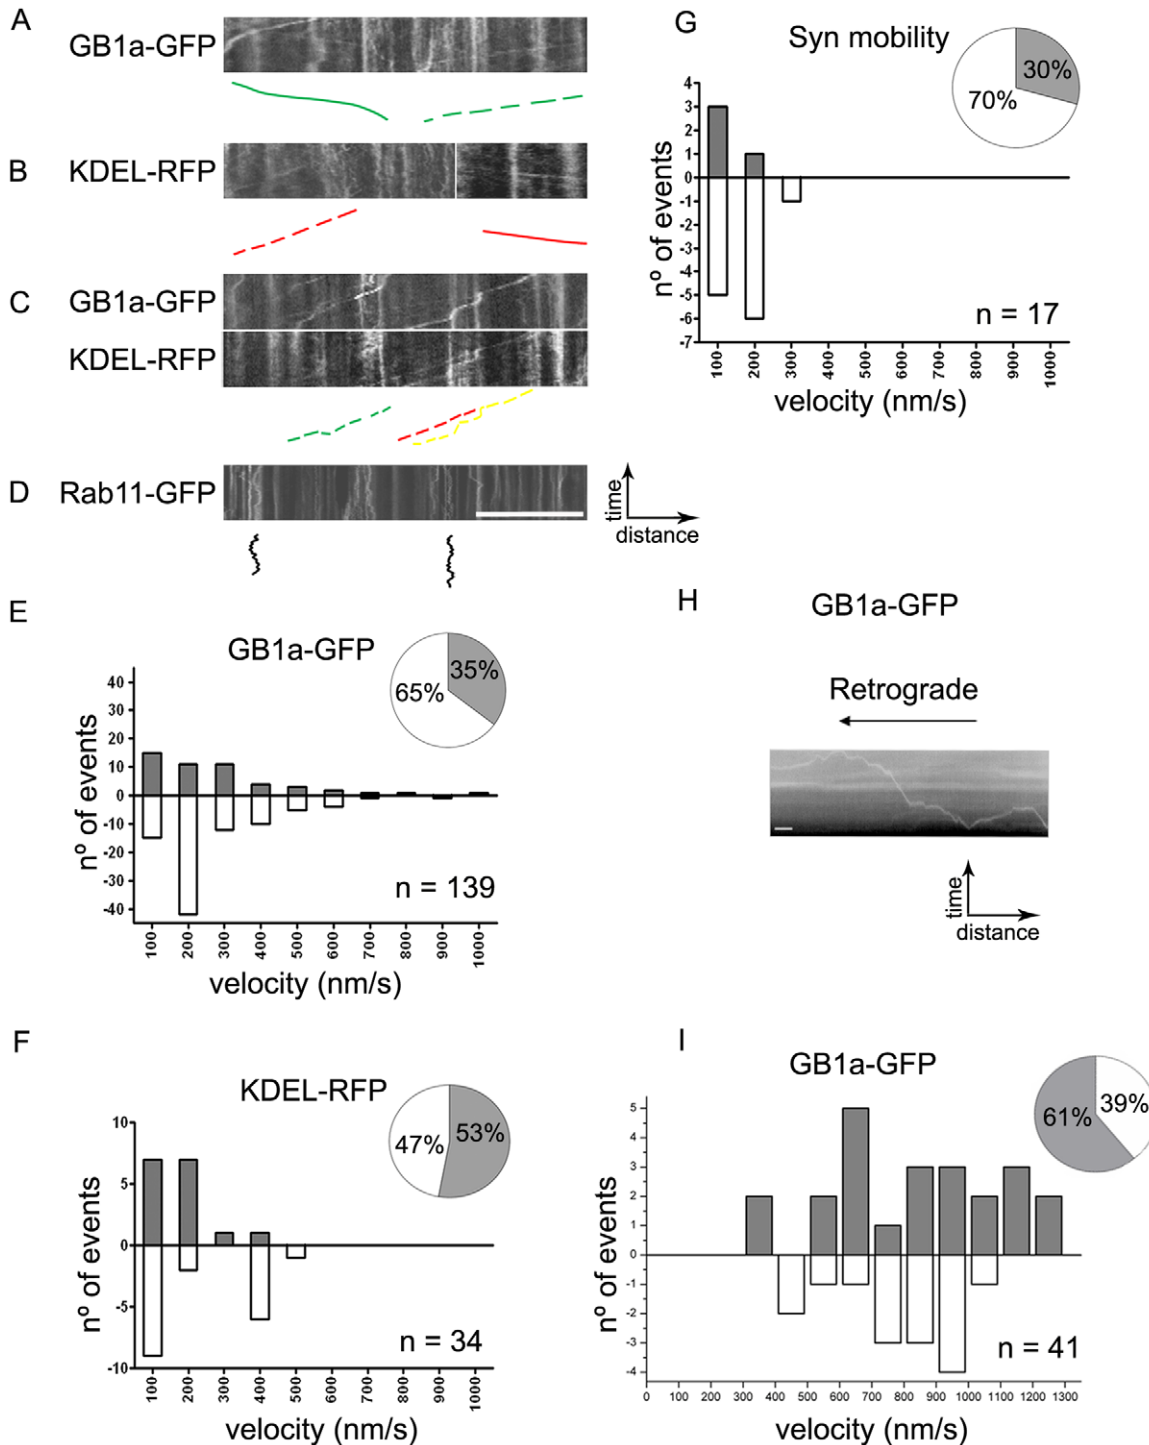 A
GB1a-GFP
B
KDEL-RFP
C
GB1a-GFP
KDEL-RFP
D
Rab11-GFP
time
distance
E
GB1a-GFP
65%
35%
nº of events
40
30
20
10
0
-10
-20
-30
-40
n = 139
100 200 300 400 500 600 700 800 900 1000
velocity (nm/s)
F
KDEL-RFP
47%
53%
nº of events
10
5
0
-5
-10
n = 34
100 200 300 400 500 600 700 800 900 1000
velocity (nm/s)
G
Syn mobility
30%
70%
nº of events
4
3
2
1
0
-1
-2
-3
-4
-5
-6
-7
n = 17
100 200 300 400 500 600 700 800 900 1000
velocity (nm/s)
H
GB1a-GFP
Retrograde
time
distance
I
GB1a-GFP
61%
39%
nº of events
5
4
3
2
1
0
-1
-2
-3
-4
n = 41
0 100 200 300 400 500 600 700 800 900 1000 1100 1200 1300
velocity (nm/s)